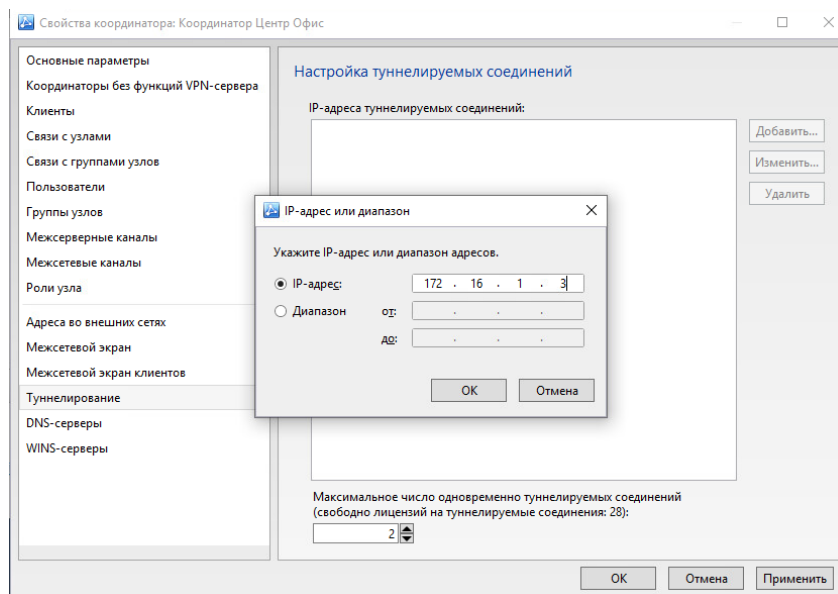 Свойства координатора: Координатор Центр Офис
Основные параметры
Координаторы без функций VPN-сервера
Клиенты
Связи с узлами
Связи с группами узлов
Пользователи
Группы узлов
Межсерверные каналы
Межсетевые каналы
Роли узла
Адреса во внешних сетях
Межсетевой экран
Межсетевой экран клиентов
Туннелирование
DNS-серверы
WINS-серверы
Настройка туннелируемых соединений
IP-адреса туннелируемых соединений:
Добавить...
Изменить...
Удалить
IP-адрес или диапазон
Укажите IP-адрес или диапазон адресов.
IP-адрес: 172 . 16 . 1 . 3
Диапазон от: . . .
до: . . .
ОК Отмена
Максимальное число одновременно туннелируемых соединений
(свободно лицензий на туннелируемые соединения: 28):
2
ОК Отмена Применить